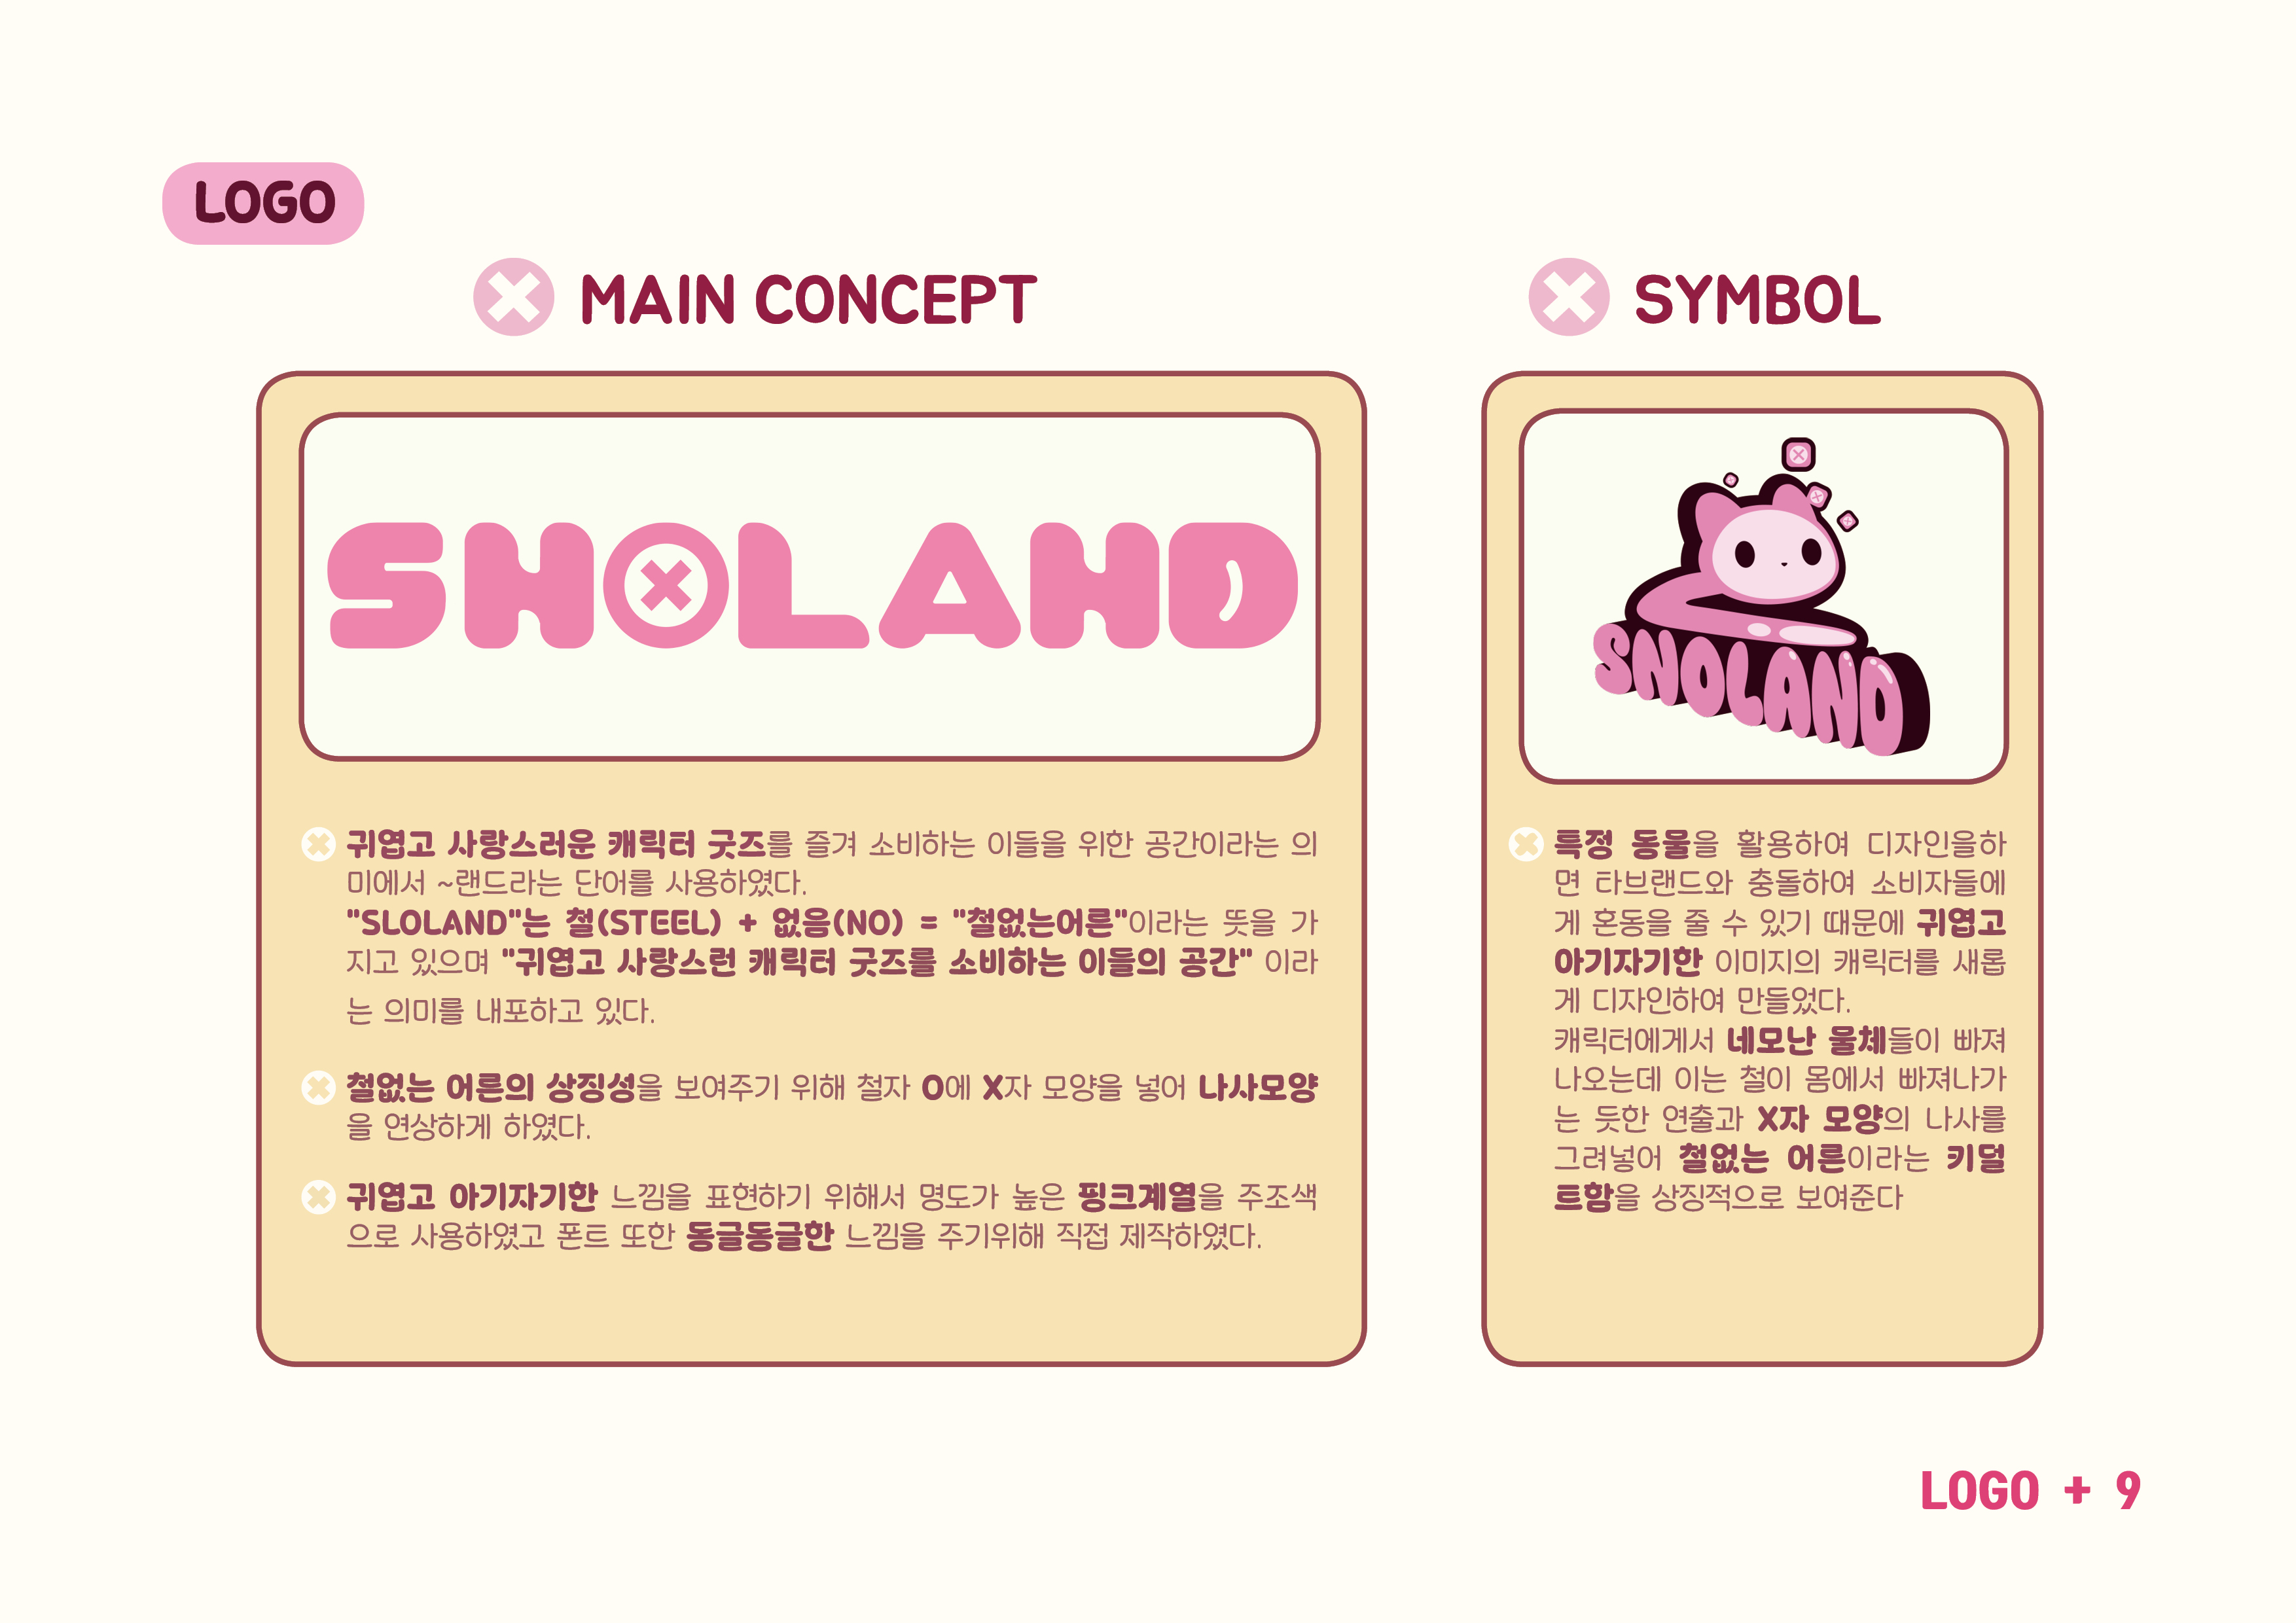 LOGO
MAIN CONCEPT
SNOLAND
귀엽고 사랑스러운 캐릭터 굿즈를 즐겨 소비하는 이들을 위한 공간이라는 의
미에서 ~랜드라는 단어를 사용하였다.
"SLOLAND"는 철(STEEL) + 없음(NO) = "철없는어른"이라는 뜻을 가
지고 있으며 "귀엽고 사랑스런 캐릭터 굿즈를 소비하는 이들의 공간" 이라
는 의미를 내포하고 있다.
철없는 어른의 상징성을 보여주기 위해 철자 O에 X자 모양을 넣어 나사모양
을 연상하게 하였다.
귀엽고 아기자기한 느낌을 표현하기 위해서 명도가 높은 핑크계열을 주조색
으로 사용하였고 폰트 또한 동글동글한 느낌을 주기위해 직접 제작하였다.
SYMBOL
SNOLAND
특정 동물을 활용하여 디자인을하
면 타브랜드와 충돌하여 소비자들에
게 혼동을 줄 수 있기 때문에 귀엽고
아기자기한 이미지의 캐릭터를 새롭
게 디자인하여 만들었다.
캐릭터에게서 네모난 물체들이 빠져
나오는데 이는 철이 몸에서 빠져나가
는 듯한 연출과 X자 모양의 나사를
그려넣어 철없는 어른이라는 키덜
트함을 상징적으로 보여준다
LOGO + 9